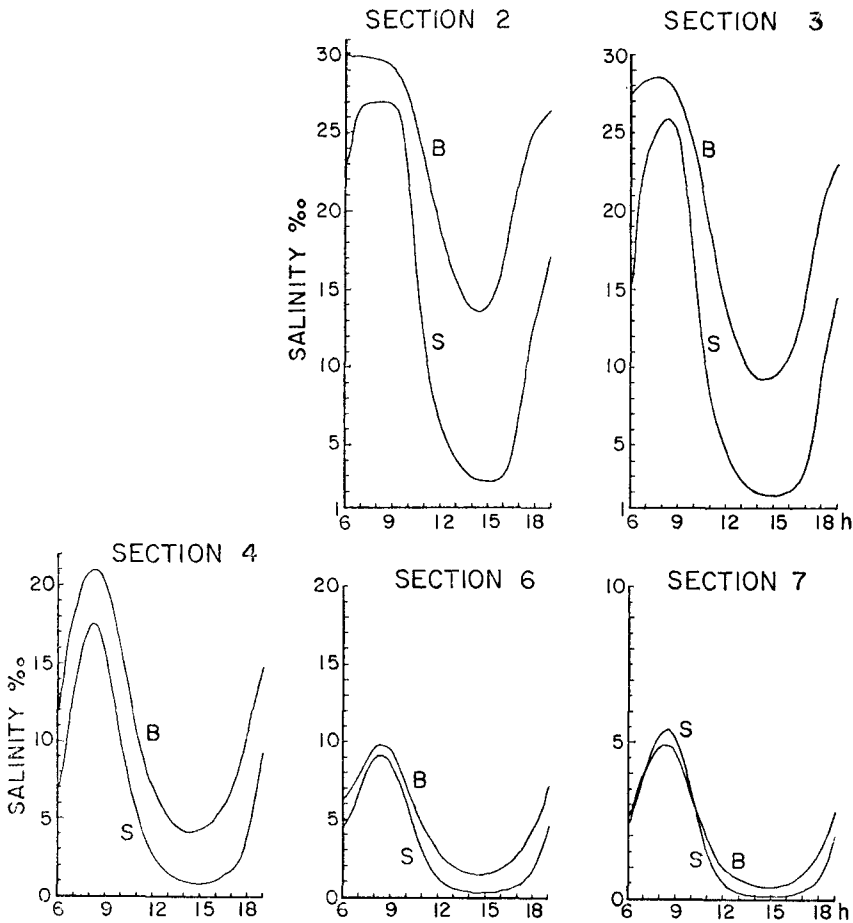 SECTION 2
SECTION 3
SALINITY ‰
30
25
20
15
10
5
1
6 9 12 15 18
B
S
30
25
20
15
10
5
1
6 9 12 15 18 h
B
S
SECTION 4
SECTION 6
SECTION 7
SALINITY ‰
20
15
10
5
0
6 9 12 15 18
B
S
20
15
10
5
0
6 9 12 15 18
B
S
10
5
0
6 9 12 15 18 h
S
S
B